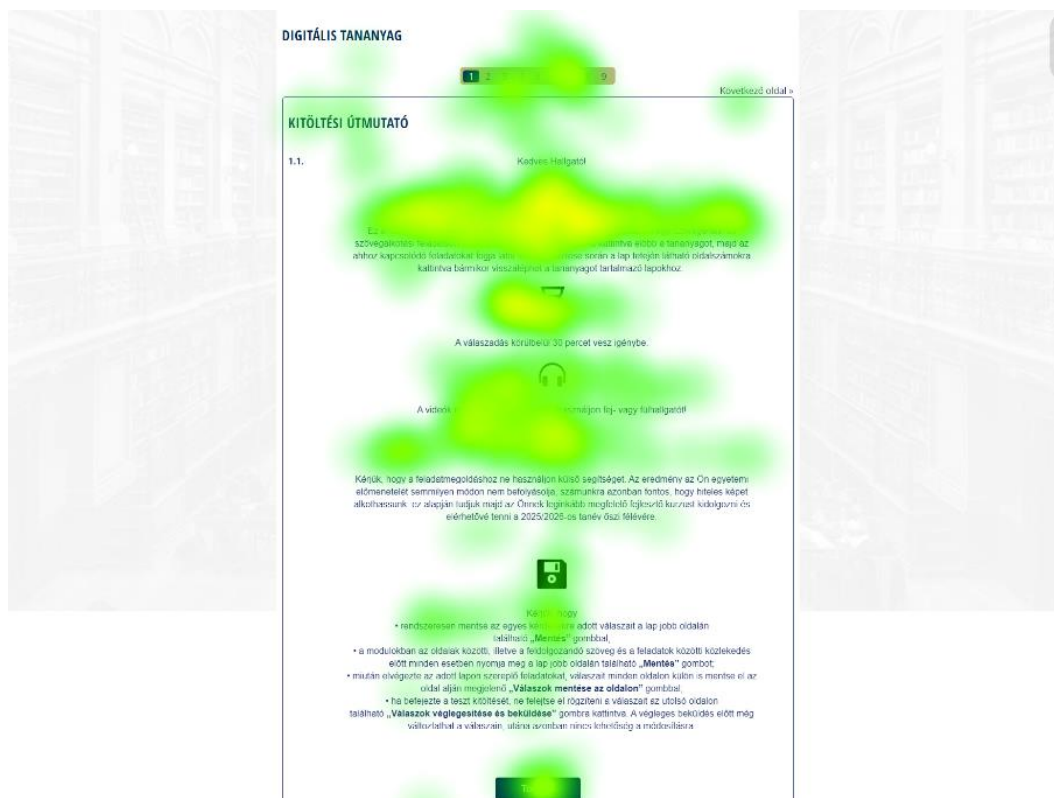 DIGITÁLIS TANANYAG
1 2 9
Következő oldal »
KITÖLTÉSI ÚTMUTATÓ
1.1.
Kedves Hallgató!
szövegalkotási kattintva előbb a tananyagot, majd az
ahhoz kapcsolódó feladatokat fogja során a lap tetején látható oldalszámokra
kattintva bármikor visszaléphet a tananyagot tartalmazó lapokhoz.
A válaszadás körülbelül 30 percet vesz igénybe.
A videók használjon fej- vagy fülhallgatót!
Kérjük, hogy a feladatmegoldáshoz ne használjon külső segítséget. Az eredmény az Ön egyetemi
előmenetelét semmilyen módon nem befolyásolja, számunkra azonban fontos, hogy hiteles képet
alkothassunk: ez alapján tudjuk majd az Önnek leginkább megfelelő fejlesztő kurzust kidolgozni és
elérhetővé tenni a 2025/2026-os tanév őszi félévére.
Kérjük, hogy
• rendszeresen mentse az egyes kérdésekre adott válaszait a lap jobb oldalán
található „Mentés” gombbal,
• a modulokban az oldalak közötti, illetve a feldolgozandó szöveg és a feladatok közötti közlekedés
előtt minden esetben nyomja meg a lap jobb oldalán található „Mentés” gombot;
• miután elvégezte az adott lapon szereplő feladatokat, válaszait minden oldalon külön is mentse el az
oldal alján megjelenő „Válaszok mentése az oldalon” gombbal;
• ha befejezte a teszt kitöltését, ne felejtse el rögzíteni a válaszait az utolsó oldalon
található „Válaszok véglegesítése és beküldése” gombra kattintva. A végleges beküldés előtt még
változtathat a válaszain, utána azonban nincs lehetőség a módosításra.